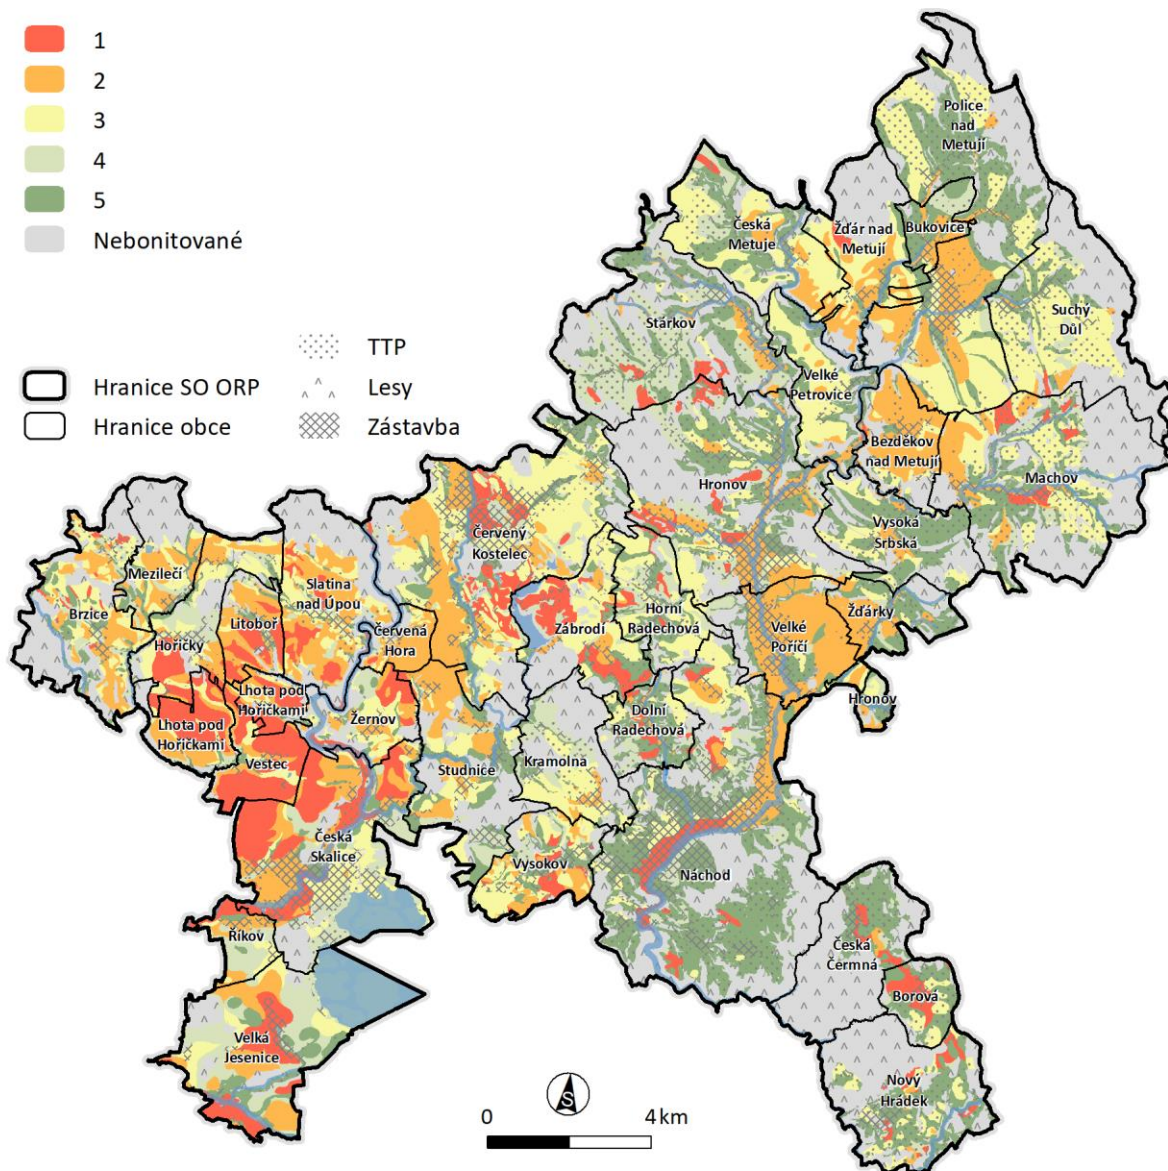 1
2
3
4
5
Nebonitované
TTP
Hranice SO ORP
Lesy
Hranice obce
Zástavba
Police
nad
Metují
Česká
Metuje
Žďár nad
Metují
Bukovice
Suchý
Důl
Stárkov
Velké
Petrovice
Bezděkov
nad Metují
Machov
Hronov
Vysoká
Srbská
Červený
Kostelec
Mezilečí
Brzice
Slatina
nad Úpou
Litoboř
Hořičky
Červená
Hora
Zábrodí
Horní
Radechová
Velké
Poříčí
Žďárky
Hronov
Lhota pod
Hořičkami
Lhota pod
Hořičkami
Žernov
Dolní
Radechová
Vestec
Studnice
Kramolna
Česká
Skalice
Vysokov
Náchod
Říkov
Česká
Čermná
Borová
Velká
Jesenice
Nový
Hrádek
S
0 4 km